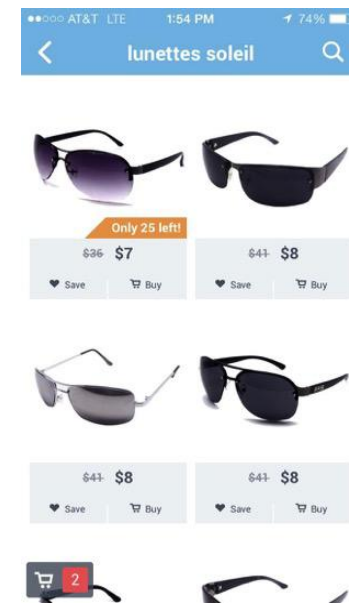 AT&T LTE 1:54 PM 74%
lunettes soleil
Only 25 left!
$36 $7
$41 $8
Save Buy
Save Buy
$41 $8
$41 $8
Save Buy
Save Buy
2